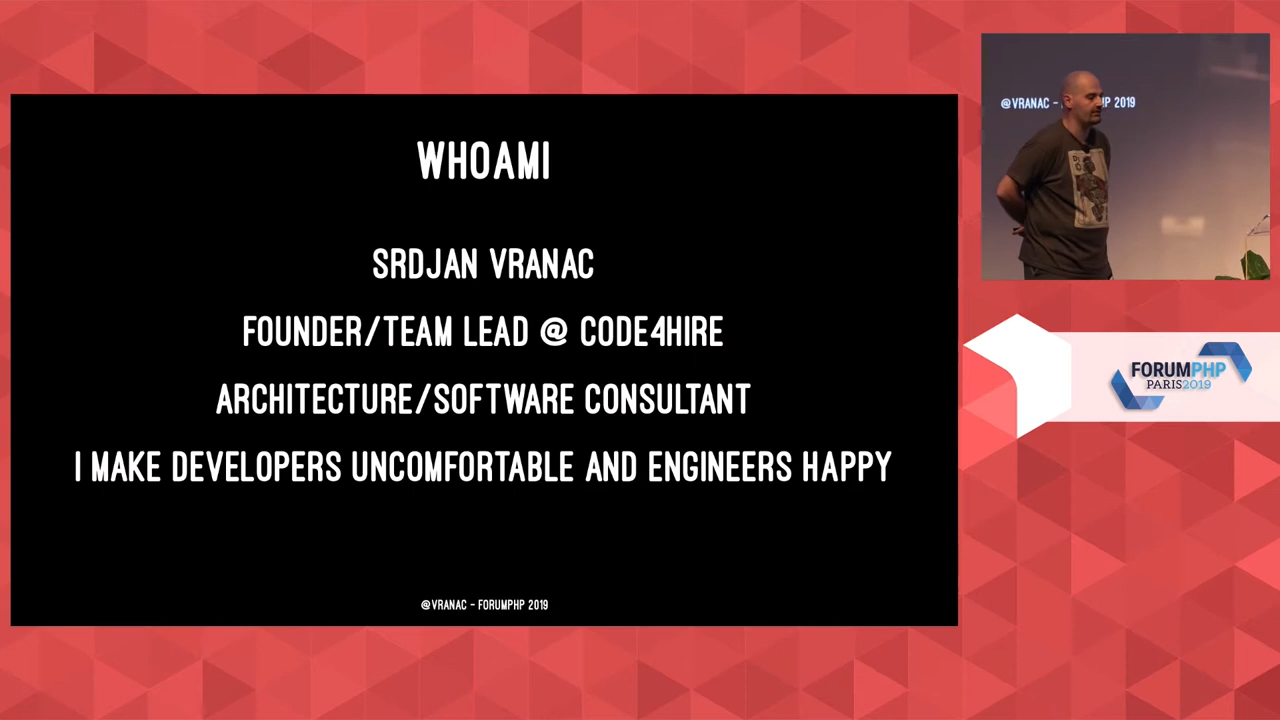 WHOAMI
SRDJAN VRANAC
FOUNDER/TEAM LEAD @ CODE4HIRE
ARCHITECTURE/SOFTWARE CONSULTANT
I MAKE DEVELOPERS UNCOMFORTABLE AND ENGINEERS HAPPY
@VRANAC - FORUMPHP 2019
@VRANAC - HP 2019
FORUMPHP
PARIS2019